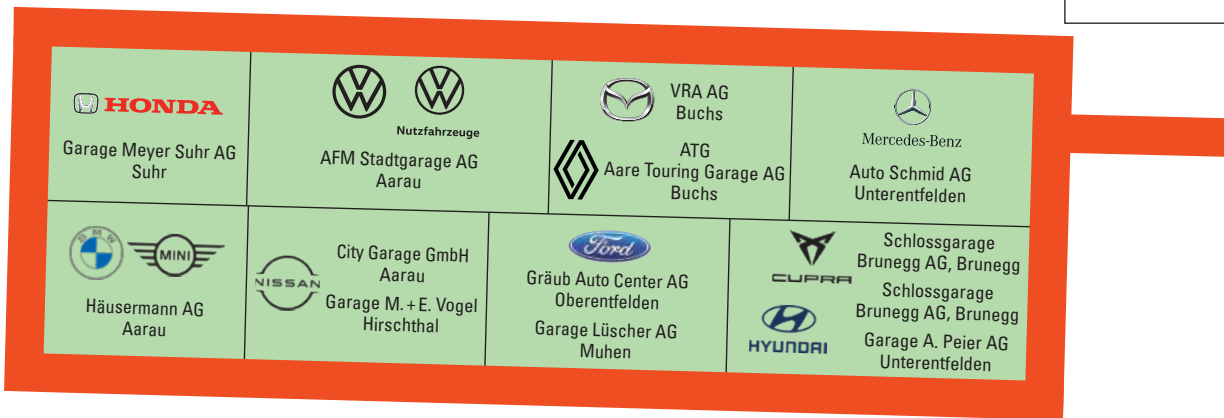 HONDA
Garage Meyer Suhr AG
Suhr
Nutzfahrzeuge
AFM Stadtgarage AG
Aarau
VRA AG
Buchs
ATG
Aare Touring Garage AG
Buchs
Mercedes-Benz
Auto Schmid AG
Unterentfelden
BMW
MINI
Häusermann AG
Aarau
NISSAN
City Garage GmbH
Aarau
Garage M.+E. Vogel
Hirschthal
Ford
Gräub Auto Center AG
Oberentfelden
Garage Lüscher AG
Muhen
CUPRA
Schlossgarage
Brunegg AG, Brunegg
HYUNDAI
Schlossgarage
Brunegg AG, Brunegg
Garage A. Peier AG
Unterentfelden